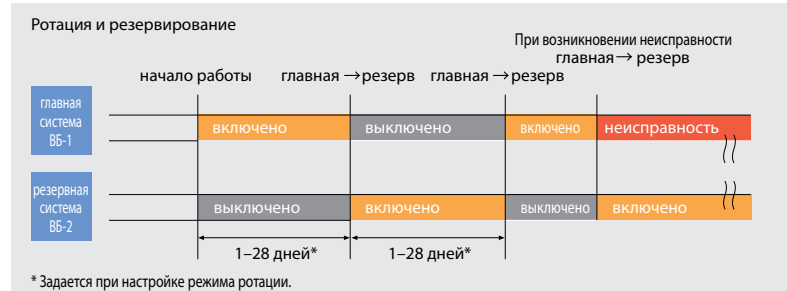 Ротация и резервирование
При возникновении неисправности
главная → резерв
начало работы главная → резерв главная → резерв
главная
система
ВБ-1
включено выключено включено неисправность
резервная
система
ВБ-2
выключено включено выключено включено
1–28 дней* 1–28 дней*
* Задается при настройке режима ротации.